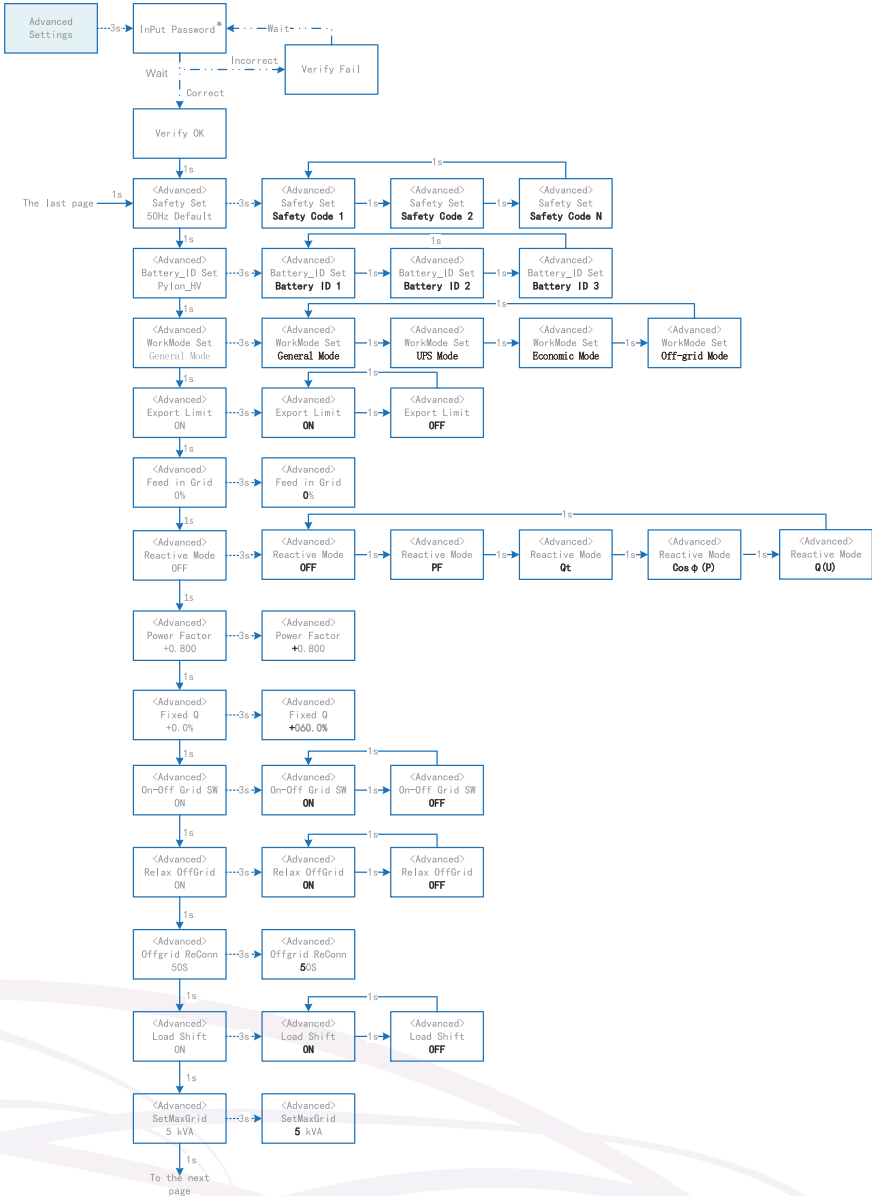 Advanced
Settings
3s
InPut Password*
Wait
Wait
Incorrect
Verify Fail
Correct
Verify OK
1s
1s
The last page
1s
<Advanced>
Safety Set
50Hz Default
3s
<Advanced>
Safety Set
Safety Code 1
1s
<Advanced>
Safety Set
Safety Code 2
1s
<Advanced>
Safety Set
Safety Code N
1s
1s
<Advanced>
Battery_ID Set
Pylon_HV
3s
<Advanced>
Battery_ID Set
Battery ID 1
1s
<Advanced>
Battery_ID Set
Battery ID 2
1s
<Advanced>
Battery_ID Set
Battery ID 3
1s
1s
<Advanced>
WorkMode Set
General Mode
3s
<Advanced>
WorkMode Set
General Mode
1s
<Advanced>
WorkMode Set
UPS Mode
1s
<Advanced>
WorkMode Set
Economic Mode
1s
<Advanced>
WorkMode Set
Off-grid Mode
1s
1s
<Advanced>
Export Limit
ON
3s
<Advanced>
Export Limit
ON
1s
<Advanced>
Export Limit
OFF
1s
<Advanced>
Feed in Grid
0%
3s
<Advanced>
Feed in Grid
0%
1s
1s
<Advanced>
Reactive Mode
OFF
3s
<Advanced>
Reactive Mode
OFF
1s
<Advanced>
Reactive Mode
PF
1s
<Advanced>
Reactive Mode
Qt
1s
<Advanced>
Reactive Mode
Cosφ(P)
1s
<Advanced>
Reactive Mode
Q(U)
1s
<Advanced>
Power Factor
+0.800
3s
<Advanced>
Power Factor
+0.800
1s
<Advanced>
Fixed Q
+0.0%
3s
<Advanced>
Fixed Q
+060.0%
1s
1s
<Advanced>
On-Off Grid SW
ON
3s
<Advanced>
On-Off Grid SW
ON
1s
<Advanced>
On-Off Grid SW
OFF
1s
1s
<Advanced>
Relax OffGrid
ON
3s
<Advanced>
Relax OffGrid
ON
1s
<Advanced>
Relax OffGrid
OFF
1s
<Advanced>
Offgrid ReConn
50S
3s
<Advanced>
Offgrid ReConn
50S
1s
1s
<Advanced>
Load Shift
ON
3s
<Advanced>
Load Shift
ON
1s
<Advanced>
Load Shift
OFF
1s
<Advanced>
SetMaxGrid
5 kVA
3s
<Advanced>
SetMaxGrid
5 kVA
1s
To the next
page